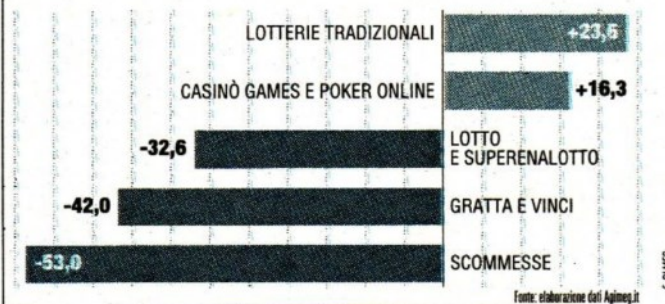 LOTTERIE TRADIZIONALI +23,5
CASINÒ GAMES E POKER ONLINE +16,3
-32,6 LOTTO
E SUPERENALOTTO
-42,0 GRATTA E VINCI
-53,0 SCOMMESSE
Fonte: elaborazione dati Agimeg.it